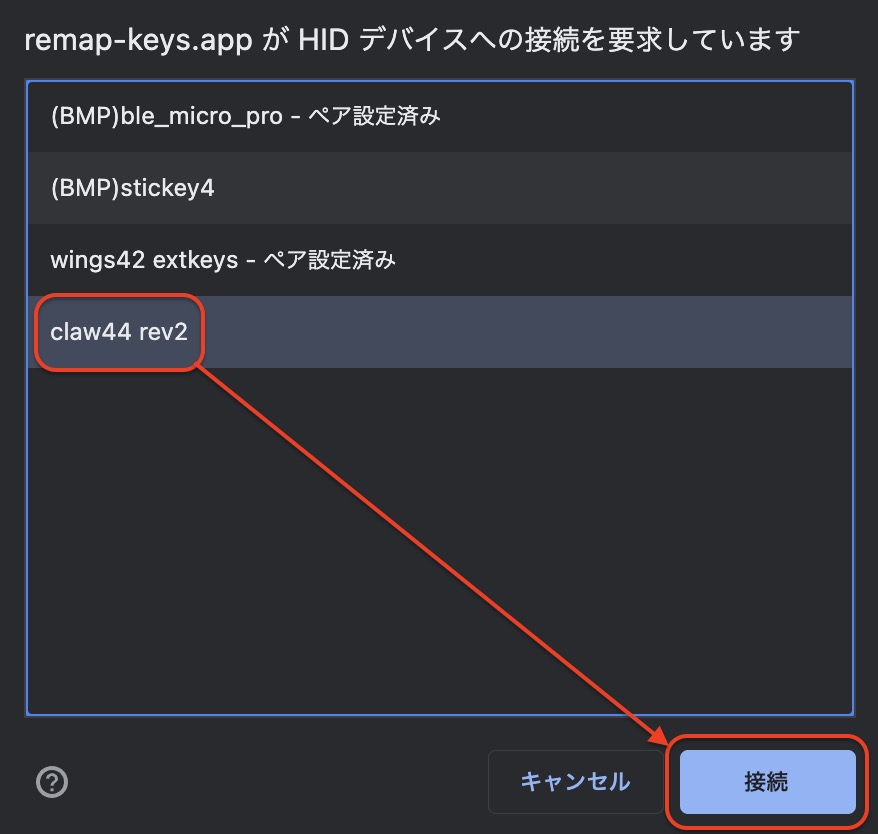 remap-keys.app が HID デバイスへの接続を要求しています
(BMP)ble_micro_pro - ペア設定済み
(BMP)stickey4
wings42 extkeys - ペア設定済み
claw44 rev2
?
キャンセル
接続